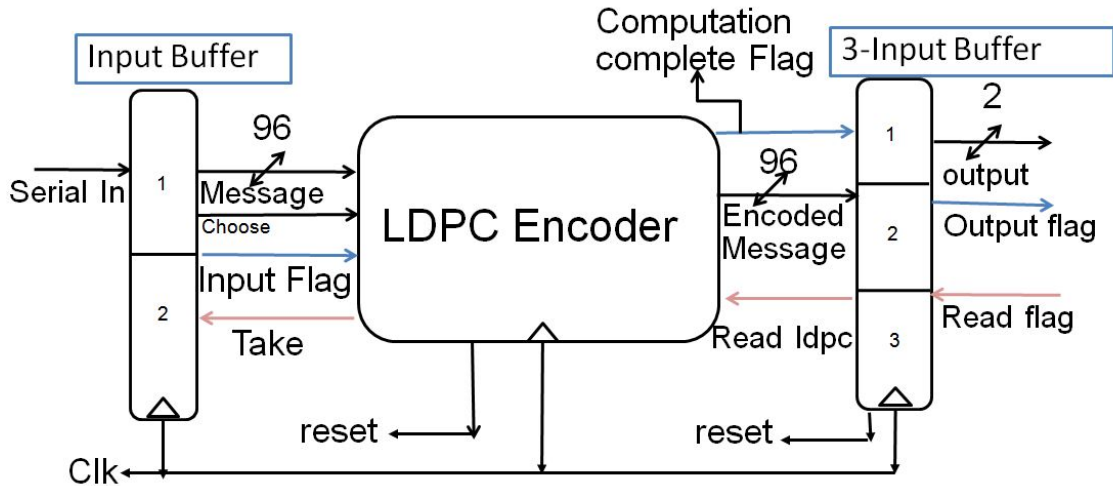 Computation
complete Flag
Input Buffer
3-Input Buffer
96
2
1
1
Serial In
Message
96
output
Choose
LDPC Encoder
Encoded
Message
2
Output flag
Input Flag
2
Take
Read ldpc
Read flag
3
reset
reset
Clk